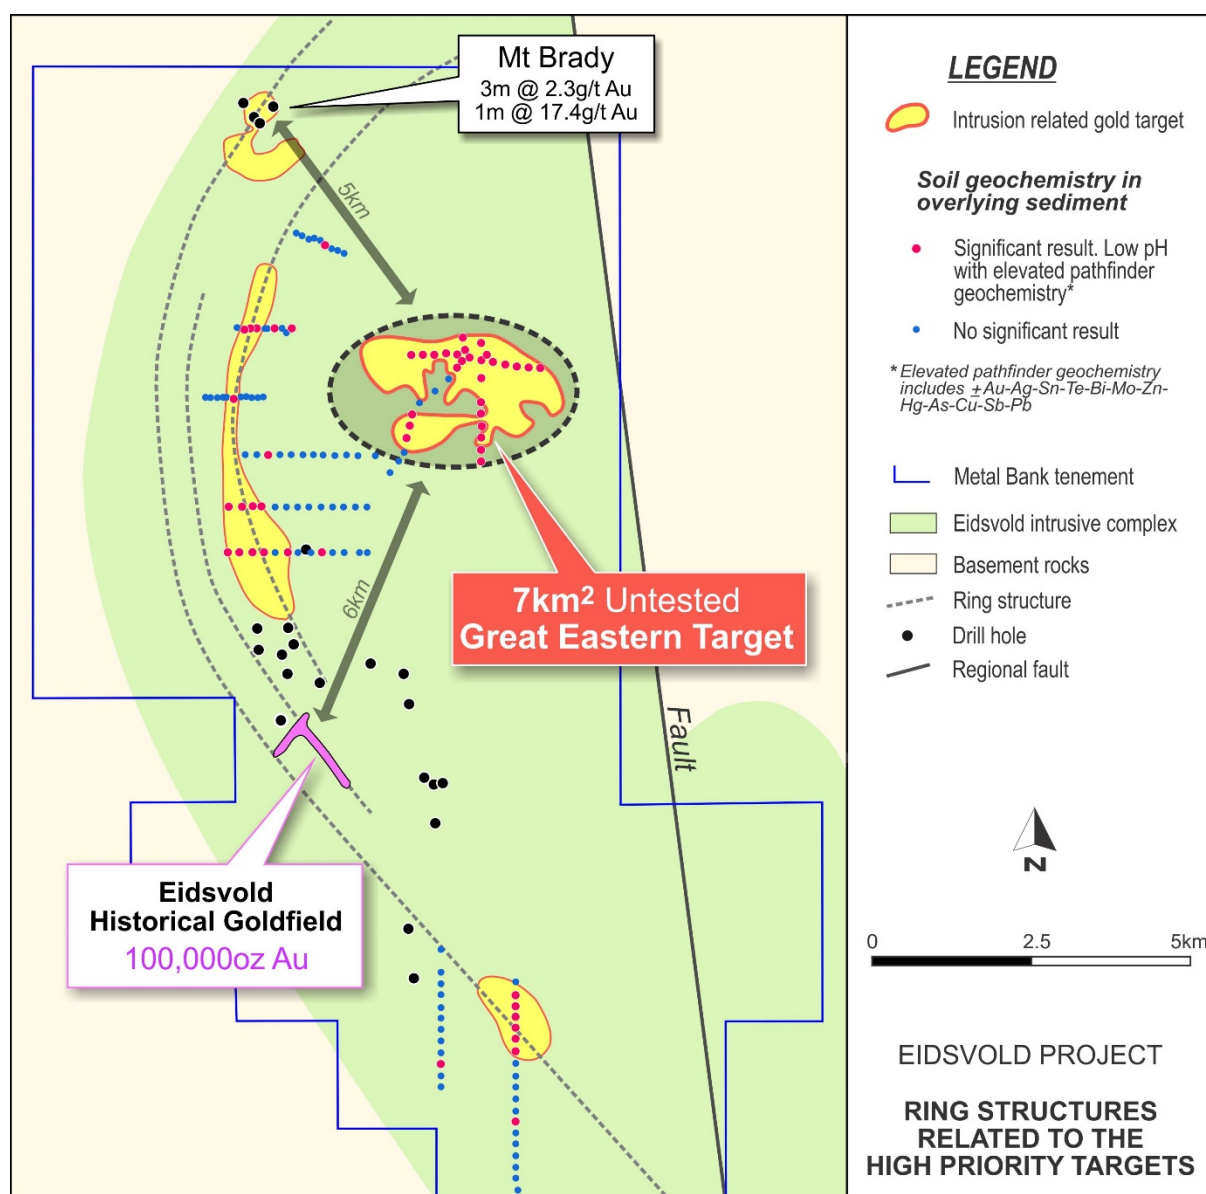 Mt Brady
3m @ 2.3g/t Au
1m @ 17.4g/t Au
5km
7km² Untested
Great Eastern Target
6km
Fault
Eidsvold
Historical Goldfield
100,000oz Au
LEGEND
Intrusion related gold target
Soil geochemistry in
overlying sediment
Significant result. Low pH
with elevated pathfinder
geochemistry*
No significant result
* Elevated pathfinder geochemistry
includes ±Au-Ag-Sn-Te-Bi-Mo-Zn-
Hg-As-Cu-Sb-Pb
Metal Bank tenement
Eidsvold intrusive complex
Basement rocks
Ring structure
Drill hole
Regional fault
N
0 2.5 5km
EIDSVOLD PROJECT
RING STRUCTURES
RELATED TO THE
HIGH PRIORITY TARGETS